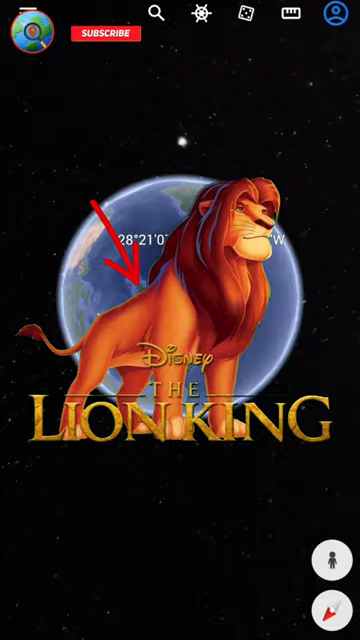 SUBSCRIBE
28°21'0
"W
Disney
THE
LION KING